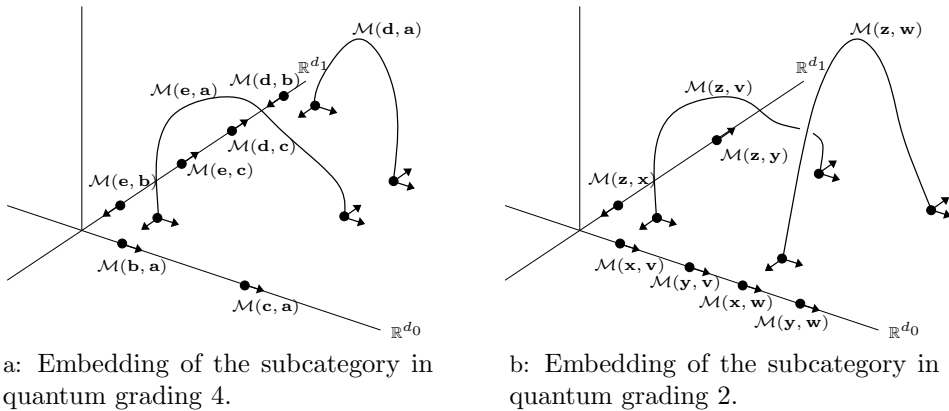 𝓜(𝐝, 𝐚)
ℝ^{d_1}
𝓜(𝐝, 𝐛)
𝓜(𝐞, 𝐚)
𝓜(𝐝, 𝐜)
𝓜(𝐞, 𝐜)
𝓜(𝐞, 𝐛)
𝓜(𝐛, 𝐚)
𝓜(𝐜, 𝐚)
ℝ^{d_0}
a: Embedding of the subcategory in
quantum grading 4.
𝓜(𝐳, 𝐰)
ℝ^{d_1}
𝓜(𝐳, 𝐯)
𝓜(𝐳, 𝐲)
𝓜(𝐳, 𝐱)
𝓜(𝐱, 𝐯)
𝓜(𝐲, 𝐯)
𝓜(𝐱, 𝐰)
𝓜(𝐲, 𝐰)
ℝ^{d_0}
b: Embedding of the subcategory in
quantum grading 2.